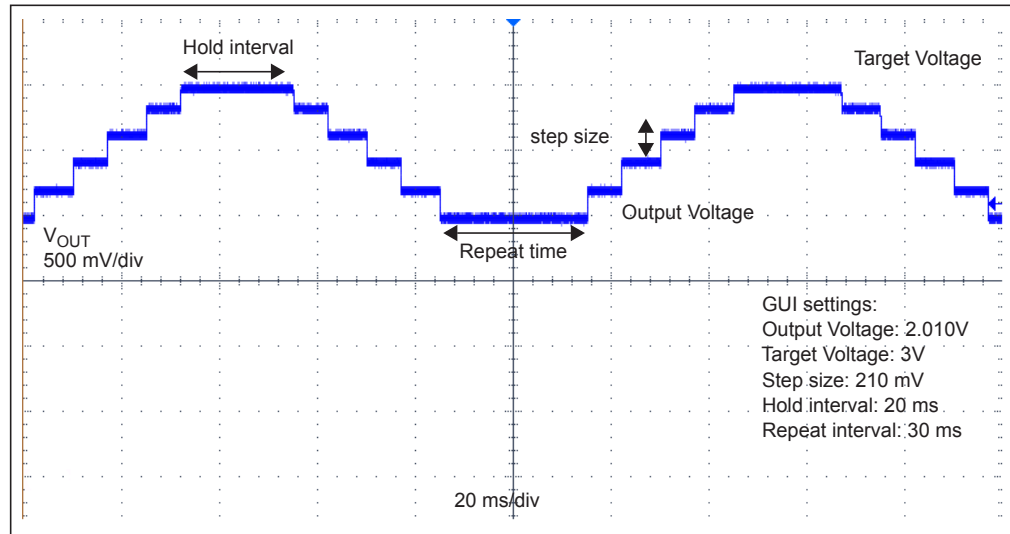 Hold interval
Target Voltage
step size
Output Voltage
VOUT
500 mV/div
Repeat time
GUI settings:
Output Voltage: 2.010V
Target Voltage: 3V
Step size: 210 mV
Hold interval: 20 ms
Repeat interval: 30 ms
20 ms/div